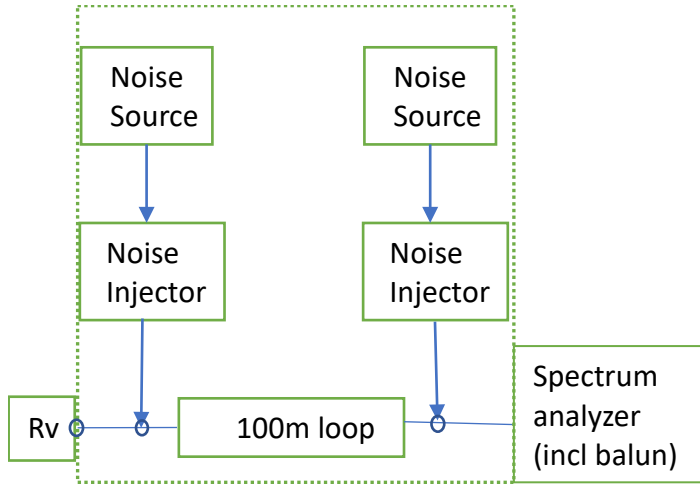 Noise
Source
Noise
Source
Noise
Injector
Noise
Injector
Rv
100m loop
Spectrum
analyzer
(incl balun)